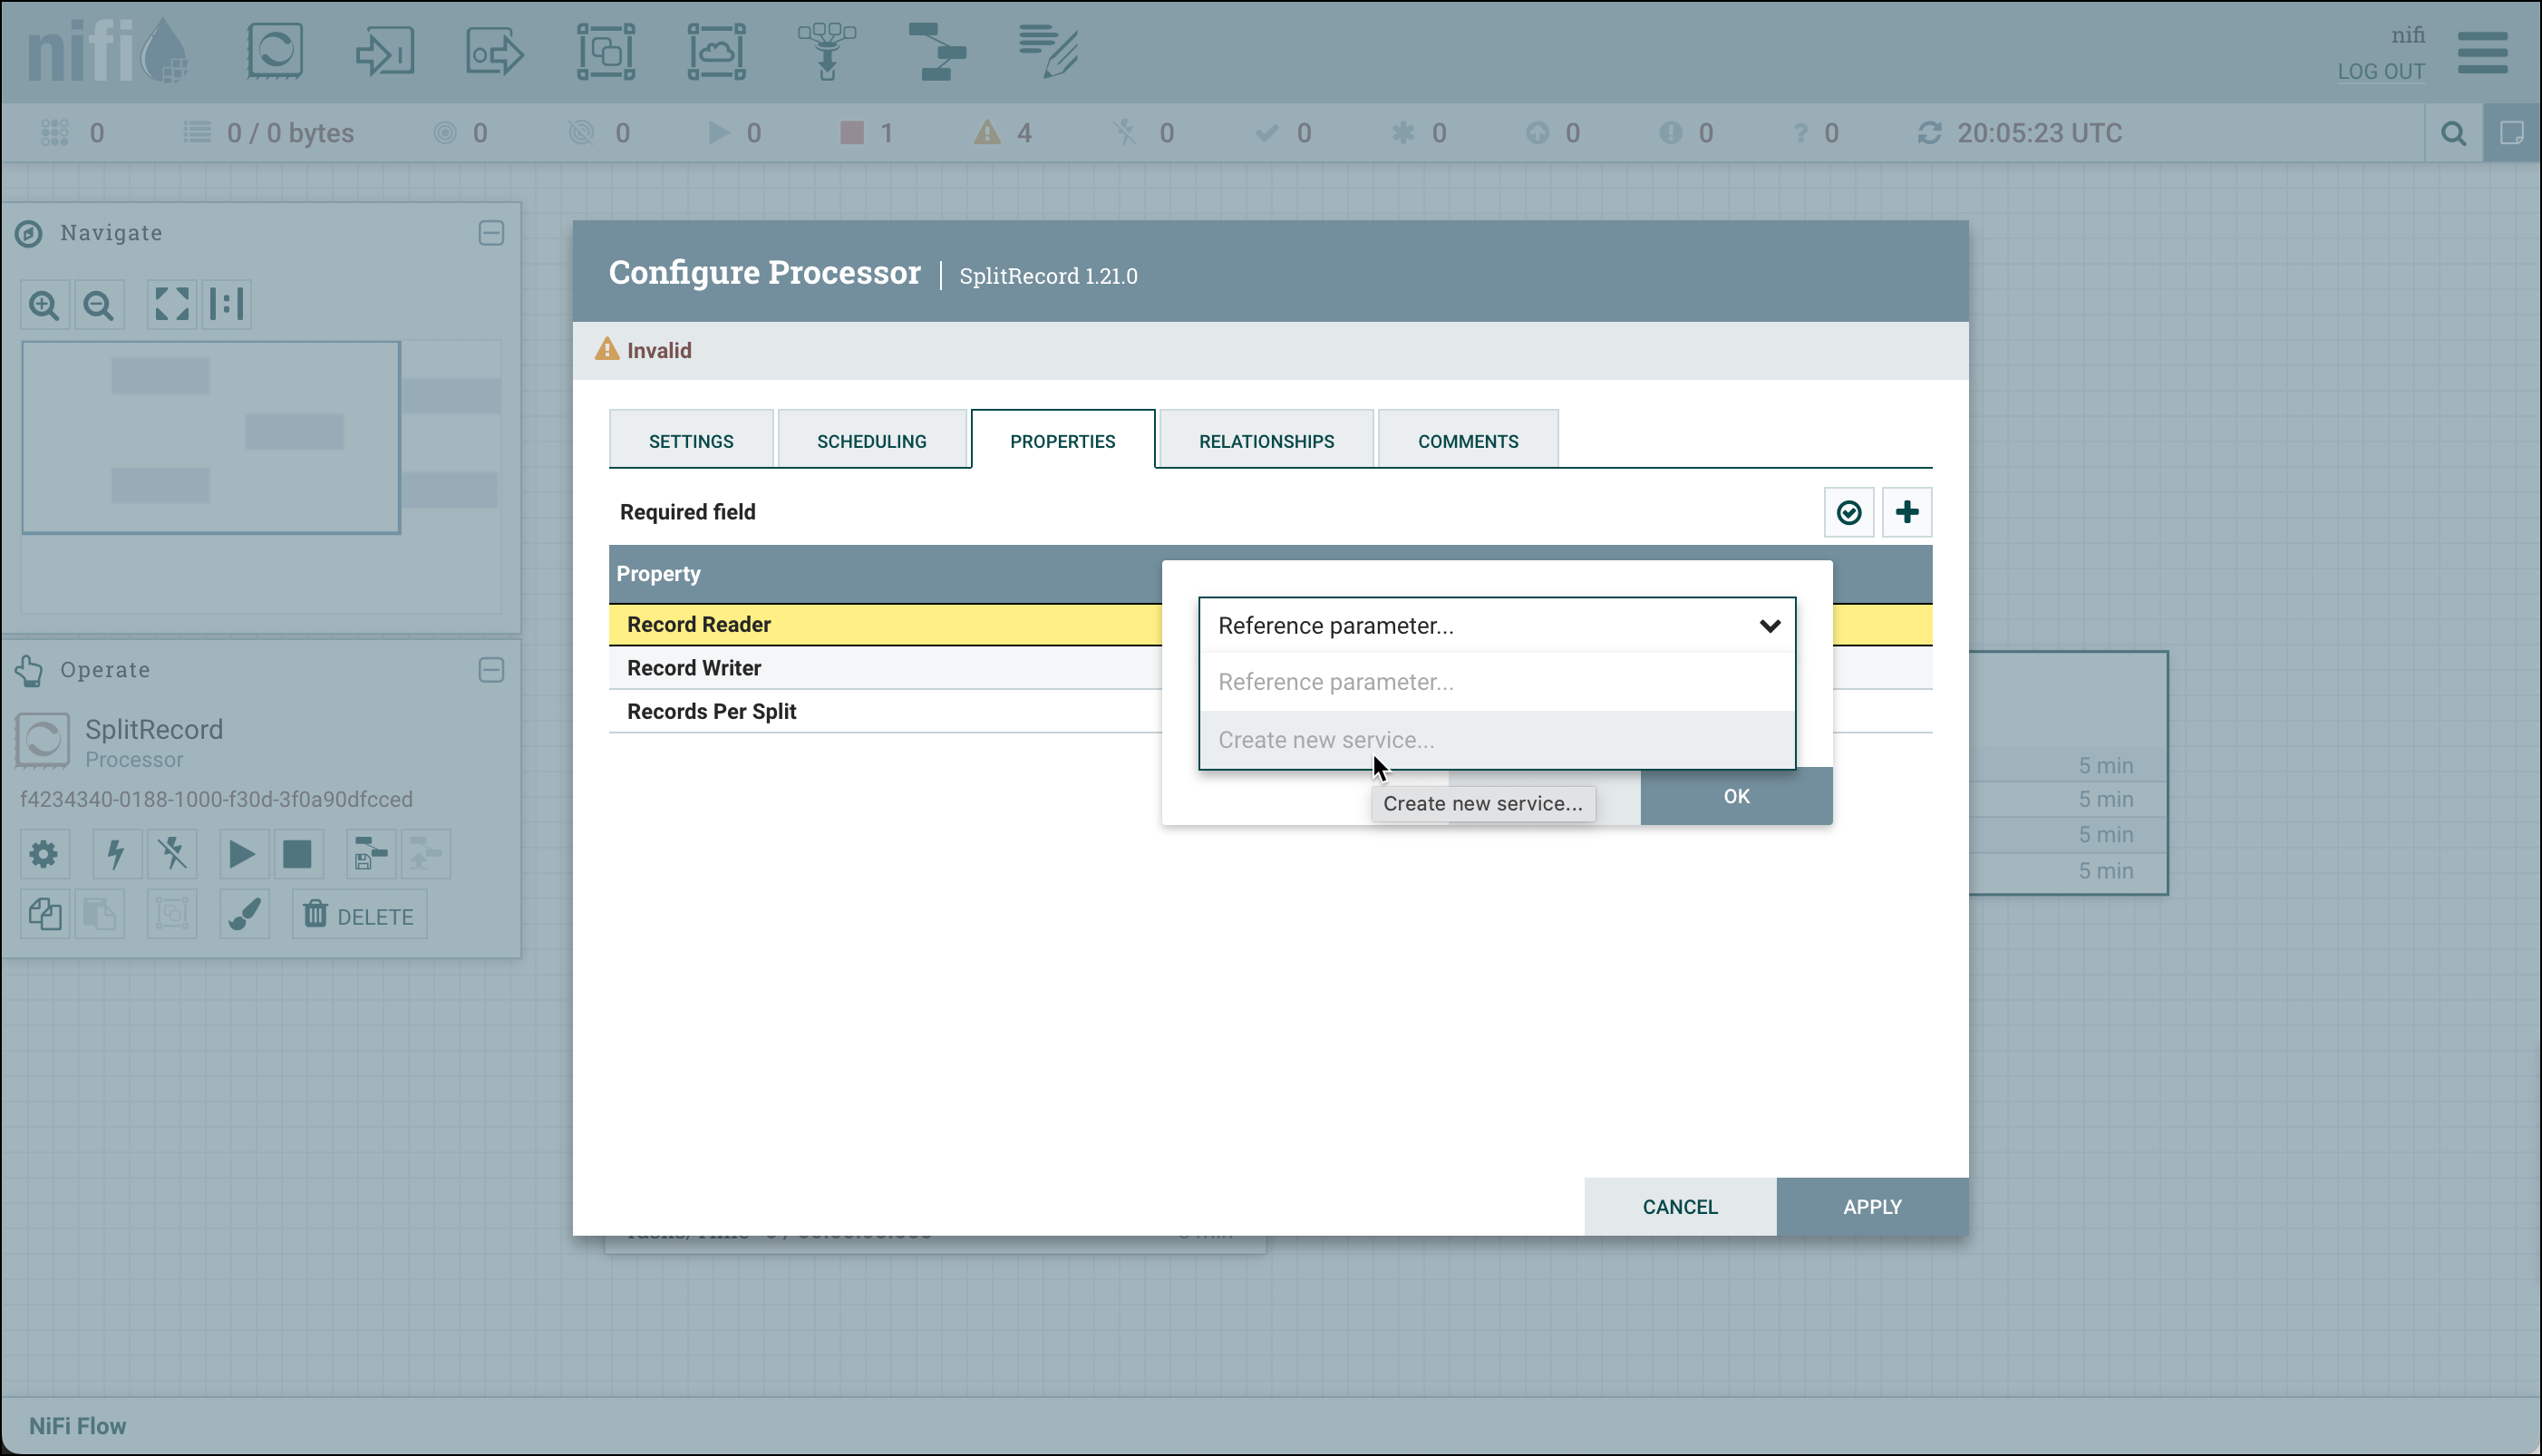 nifi
nifi
LOG OUT
0
0 / 0 bytes
0
0
0
1
4
0
0
0
0
0
0
20:05:23 UTC
Navigate
Operate
SplitRecord
Processor
f4234340-0188-1000-f30d-3f0a90dfcced
DELETE
Configure Processor | SplitRecord 1.21.0
Invalid
SETTINGS
SCHEDULING
PROPERTIES
RELATIONSHIPS
COMMENTS
Required field
Property
Record Reader
Record Writer
Records Per Split
Reference parameter...
Reference parameter...
Create new service...
Create new service...
OK
5 min
5 min
5 min
5 min
CANCEL
APPLY
NiFi Flow